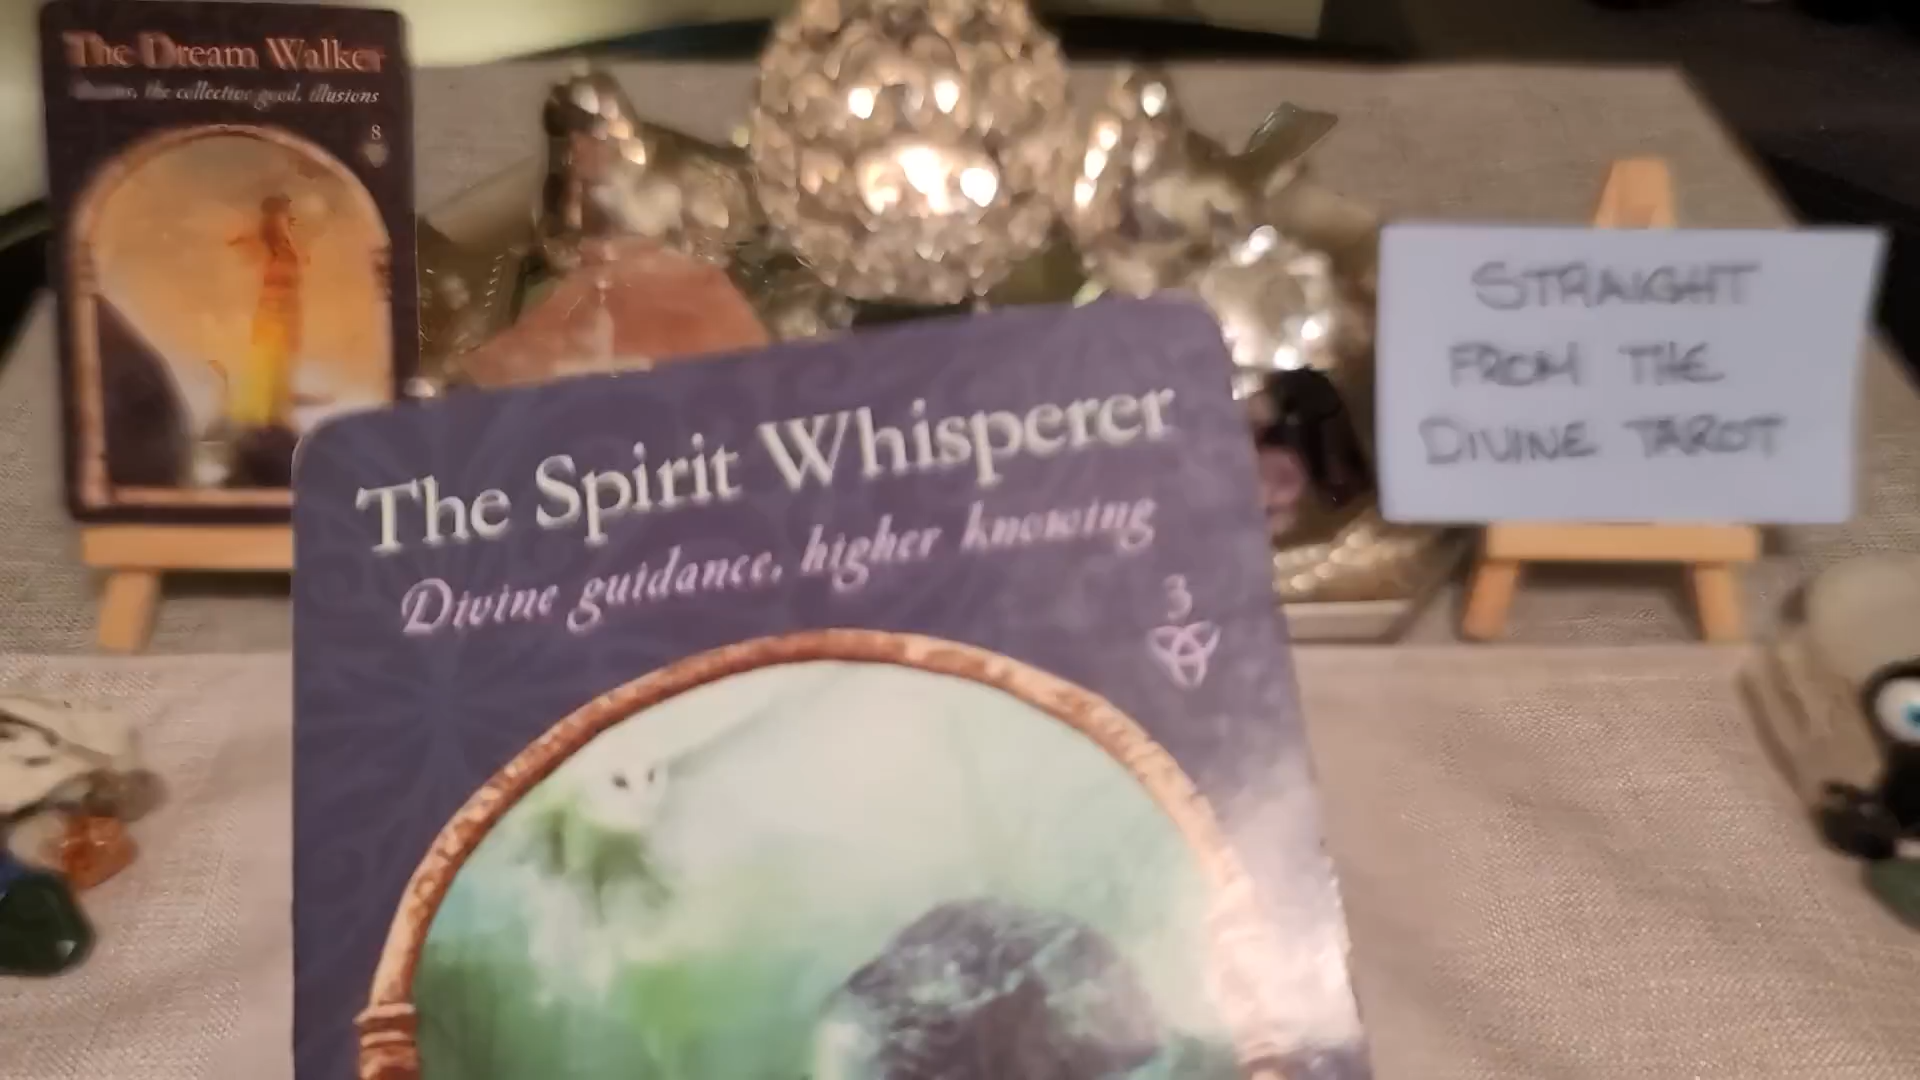 The Dream Walker
Dreams, the collective good, illusions
8
The Spirit Whisperer
Divine guidance, higher knowing
3
STRAIGHT
FROM THE
DIVINE TAROT